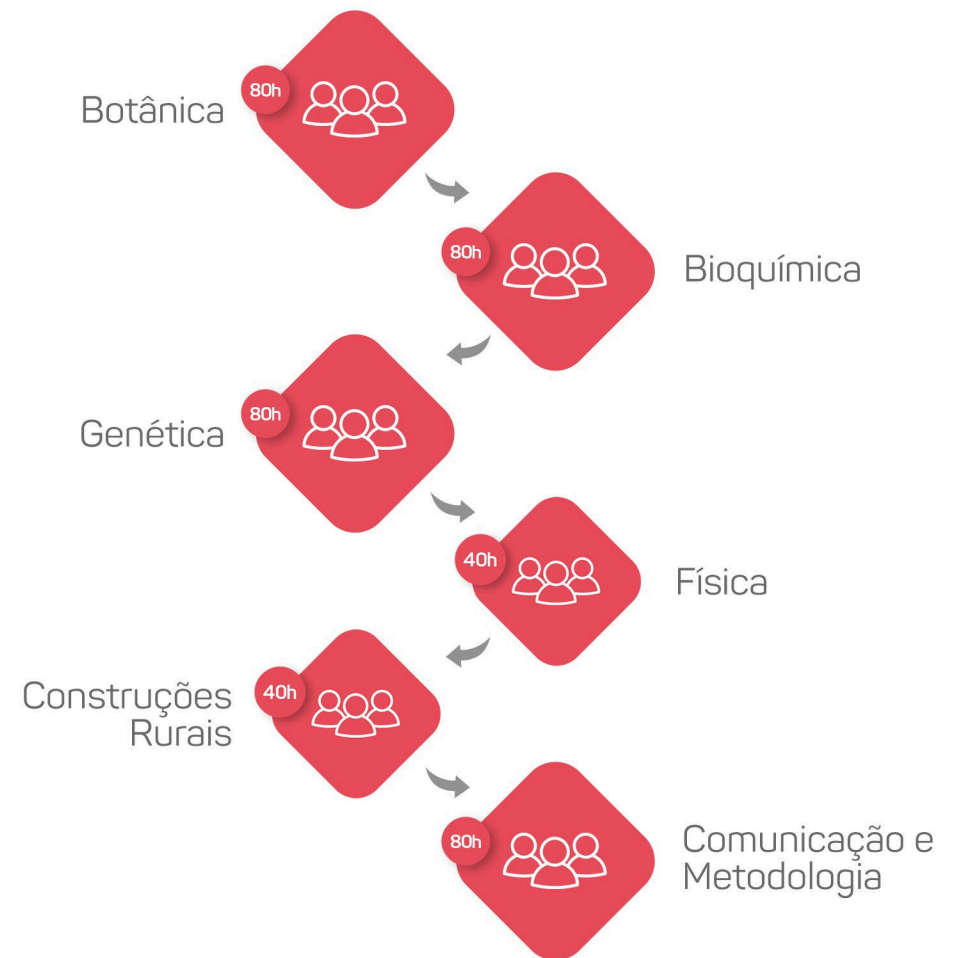 80h
Botânica
80h
Bioquímica
80h
Genética
40h
Física
Construções
40h
Rurais
80h
Comunicação e
Metodologia